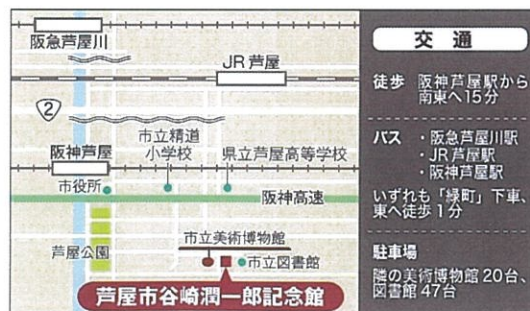 阪急芦屋川
JR 芦屋
2
市立精道
小学校
阪神芦屋
県立芦屋高等学校
市役所
阪神高速
芦屋公園
市立美術博物館
市立図書館
芦屋市谷崎潤一郎記念館
交通
徒歩 阪神芦屋駅から
南東へ15分
バス ・阪急芦屋川駅
・JR芦屋駅
・阪神芦屋駅
いずれも「緑町」下車、
東へ徒歩1分
駐車場
隣の美術博物館20台、
図書館47台